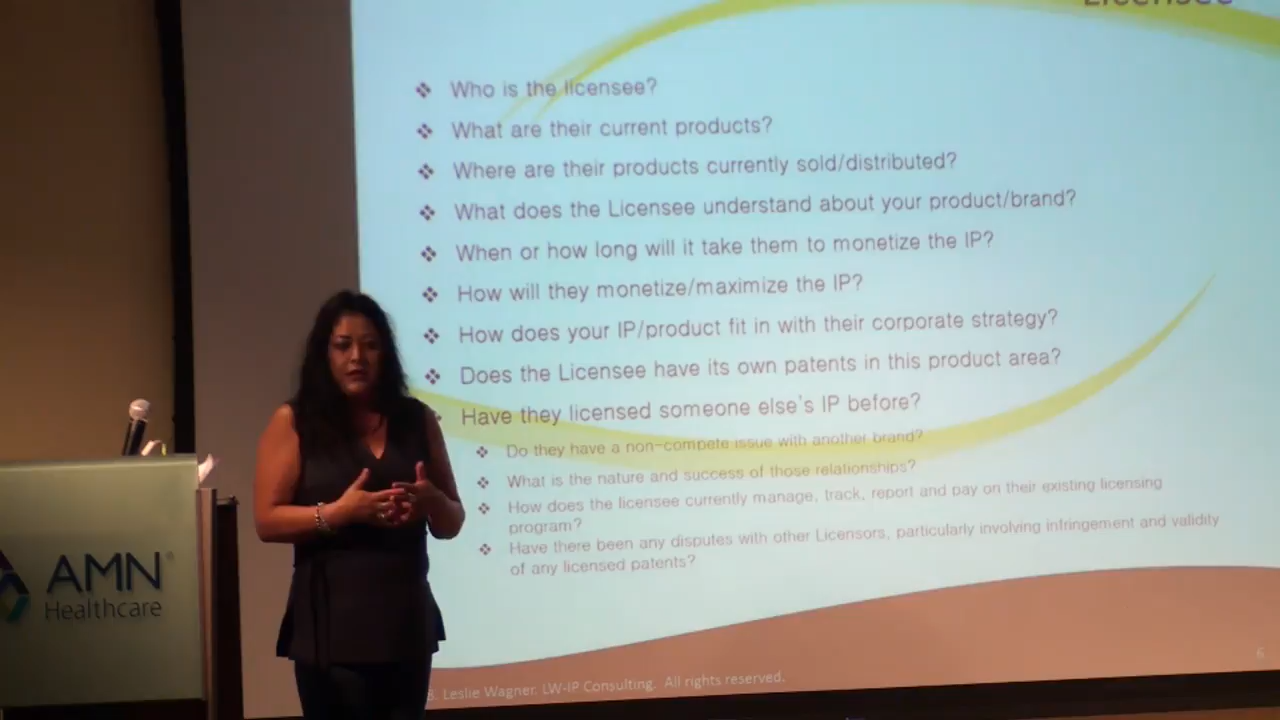 Licensee
Who is the licensee?
What are their current products?
Where are their products currently sold/distributed?
What does the Licensee understand about your product/brand?
When or how long will it take them to monetize the IP?
How will they monetize/maximize the IP?
How does your IP/product fit in with their corporate strategy?
Does the Licensee have its own patents in this product area?
Have they licensed someone else's IP before?
Do they have a non-compete issue with another brand?
What is the nature and success of those relationships?
How does the licensee currently manage, track, report and pay on their existing licensing
program?
Have there been any disputes with other Licensors, particularly involving infringement and validity
of any licensed patents?
8. Leslie Wagner. LW-IP Consulting. All rights reserved.
6
AMN®
Healthcare